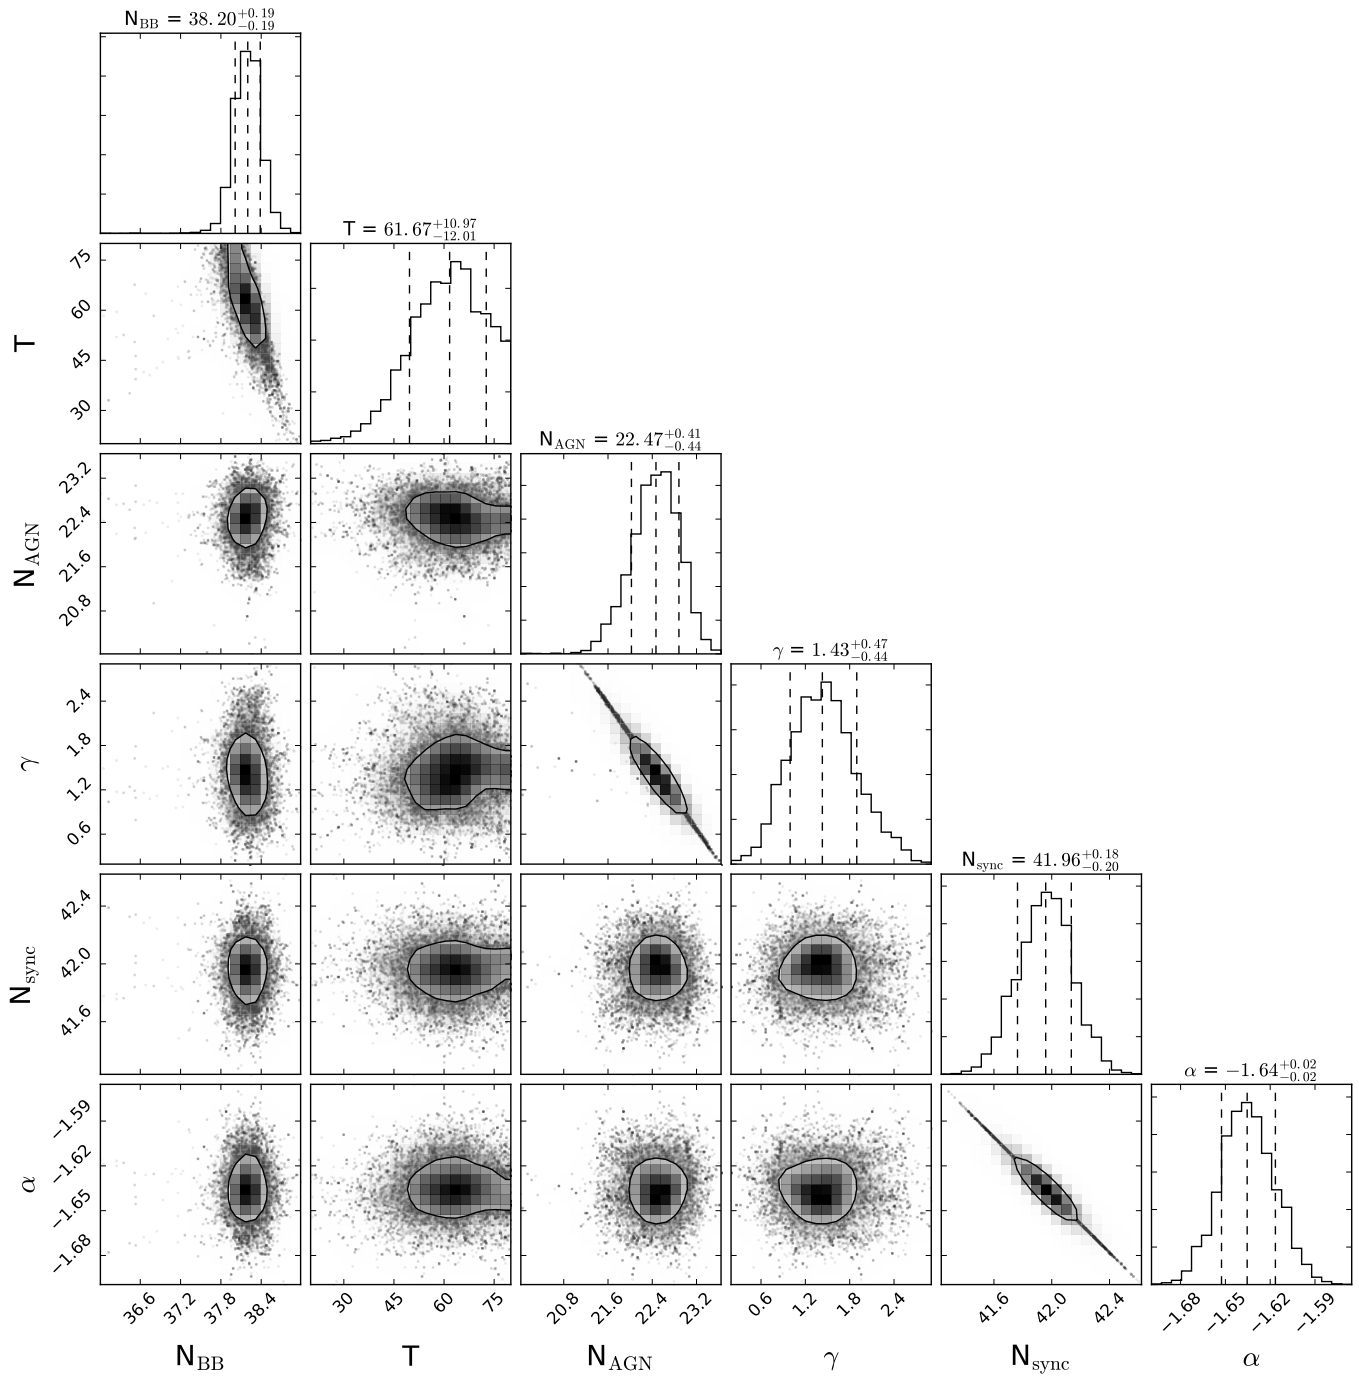 N_BB = 38.20^{+0.19}_{-0.19}
T = 61.67^{+10.97}_{-12.01}
75
60
45
30
T
N_AGN = 22.47^{+0.41}_{-0.44}
23.2
22.4
21.6
20.8
N_AGN
γ = 1.43^{+0.47}_{-0.44}
2.4
1.8
1.2
0.6
γ
N_sync = 41.96^{+0.18}_{-0.20}
42.4
42.0
41.6
N_sync
α = −1.64^{+0.02}_{-0.02}
−1.59
−1.62
−1.65
−1.68
α
36.6 37.2 37.8 38.4 30 45 60 75 20.8 21.6 22.4 23.2 0.6 1.2 1.8 2.4 41.6 42.0 42.4 −1.68 −1.65 −1.62 −1.59
N_BB T N_AGN γ N_sync α